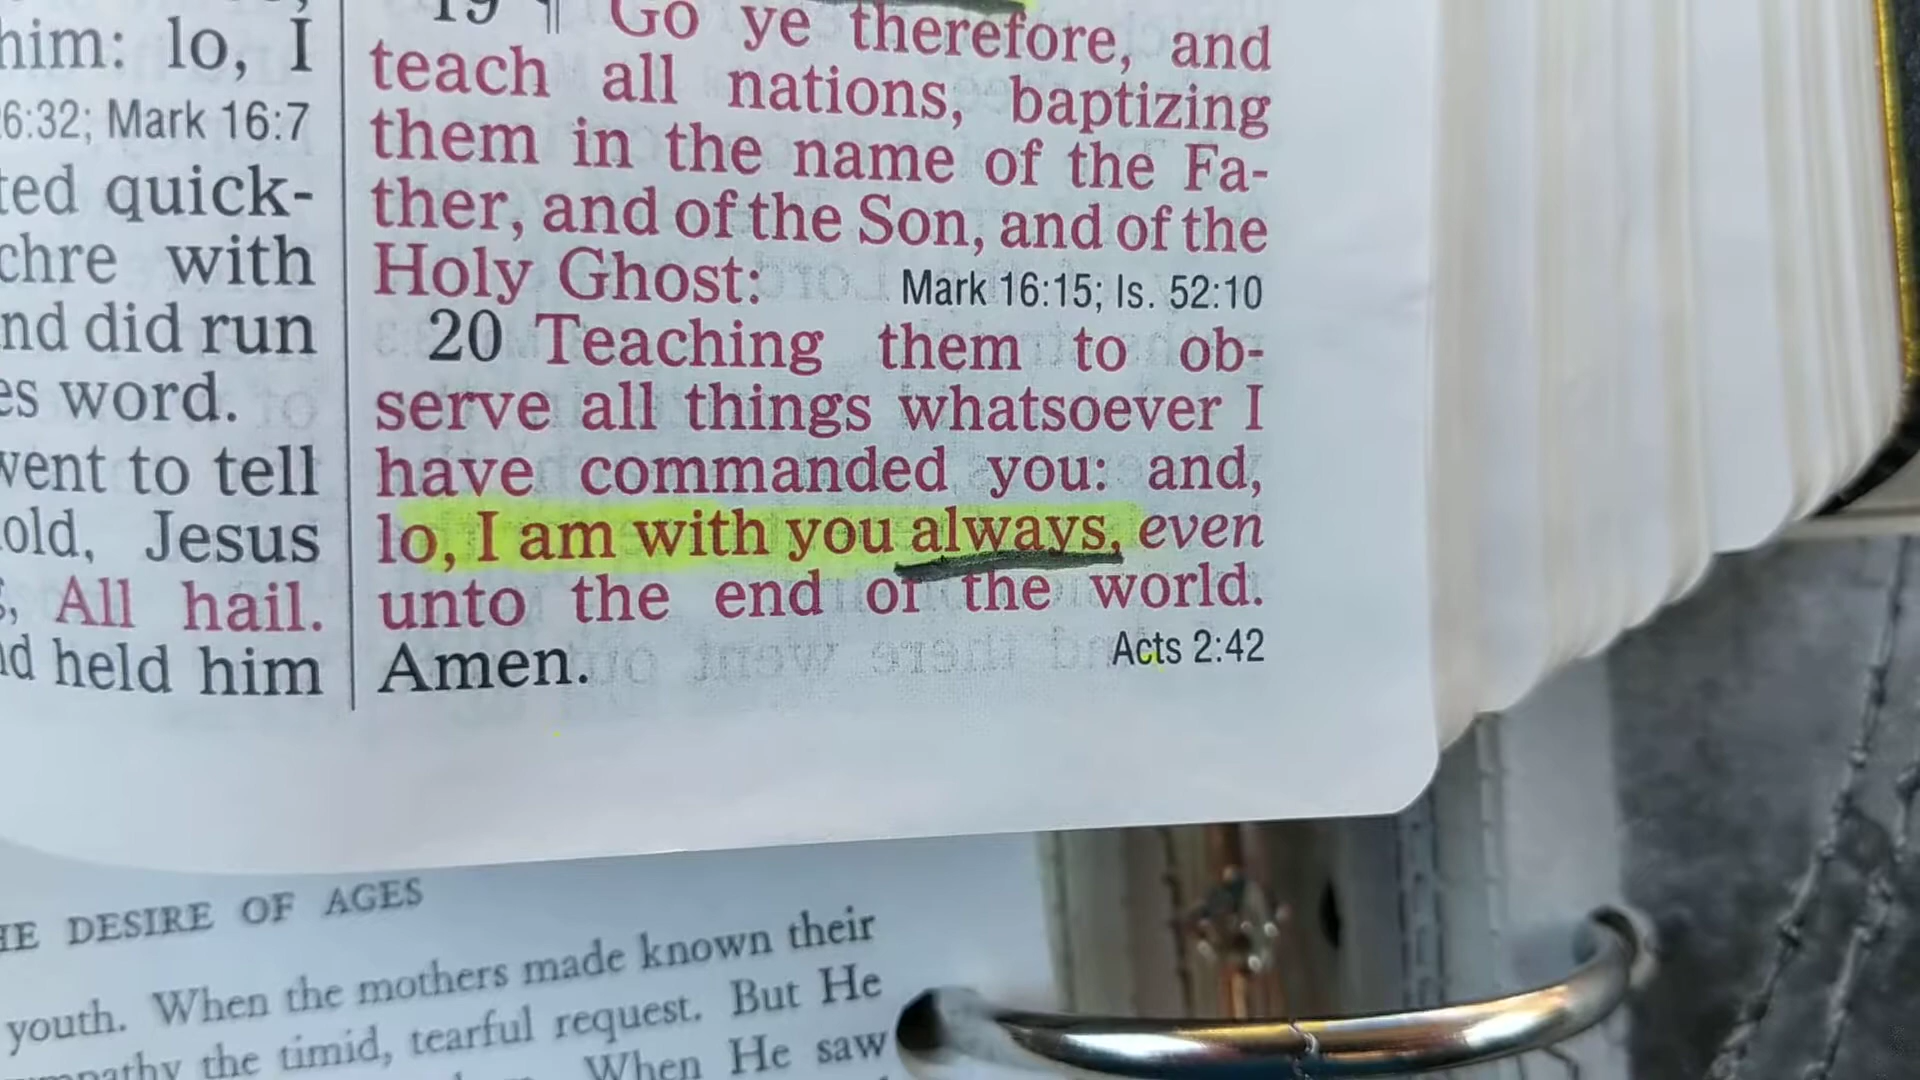 him: lo, I
6:32; Mark 16:7
ted quick-
chre with
nd did run
es word.
went to tell
old, Jesus
All hail.
held him
19 ¶ Go ye therefore, and
teach all nations, baptizing
them in the name of the Fa-
ther, and of the Son, and of the
Holy Ghost: Mark 16:15; Is. 52:10
20 Teaching them to ob-
serve all things whatsoever I
have commanded you: and,
lo, I am with you always, even
unto the end of the world.
Amen. Acts 2:42
HE DESIRE OF AGES
youth. When the mothers made known their
mpathy the timid, tearful request. But He
When He saw